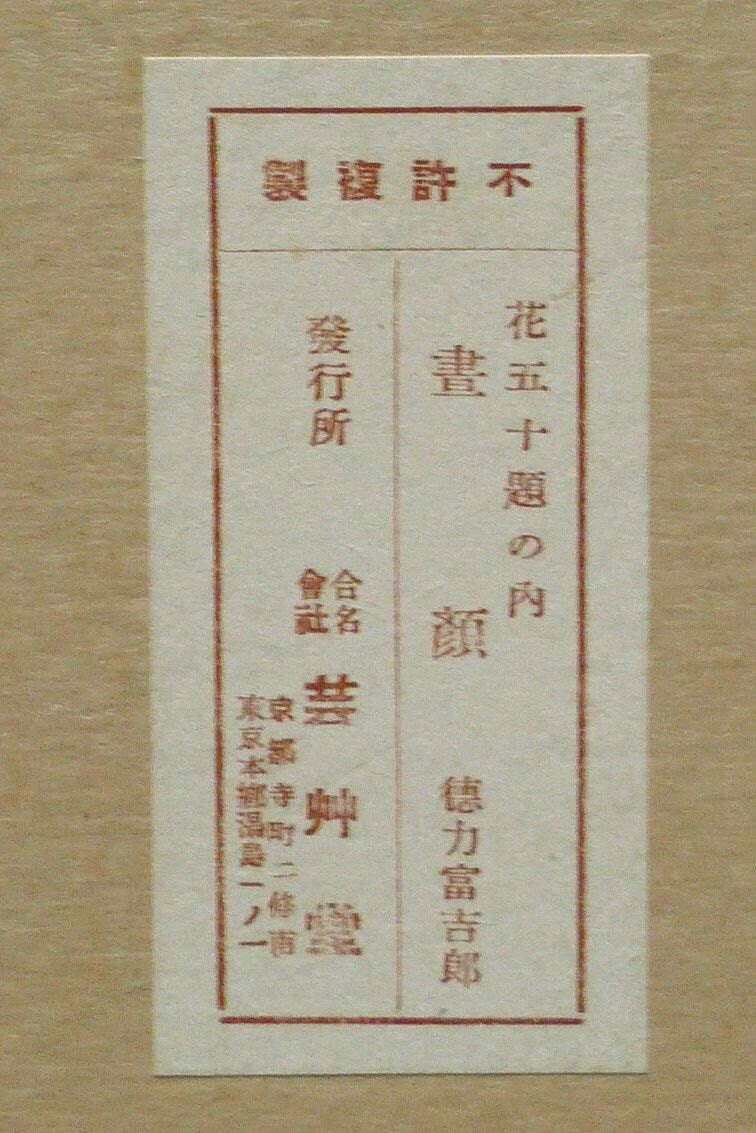 不許複製
花五十題の内
晝顔
德力富吉郎
發行所
合名
會社
芸艸堂
京都寺町二條南
東京本鄕湯島一ノ一